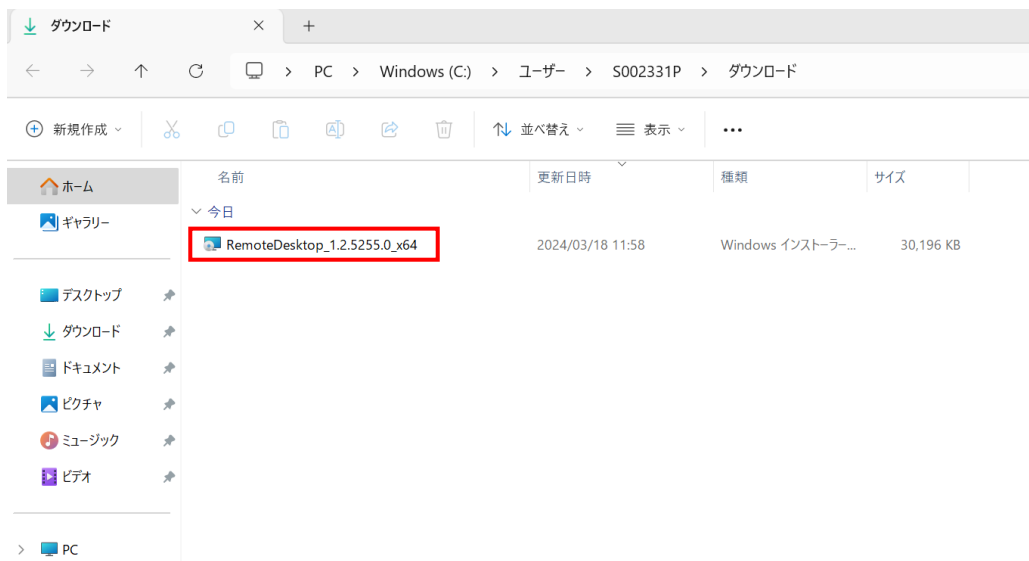 ダウンロード
PC > Windows (C:) > ユーザー > S002331P > ダウンロード
新規作成 並べ替え 表示 •••
名前 更新日時 種類 サイズ
今日
RemoteDesktop_1.2.5255.0_x64 2024/03/18 11:58 Windows インストーラー... 30,196 KB
ホーム
ギャラリー
デスクトップ
ダウンロード
ドキュメント
ピクチャ
ミュージック
ビデオ
PC